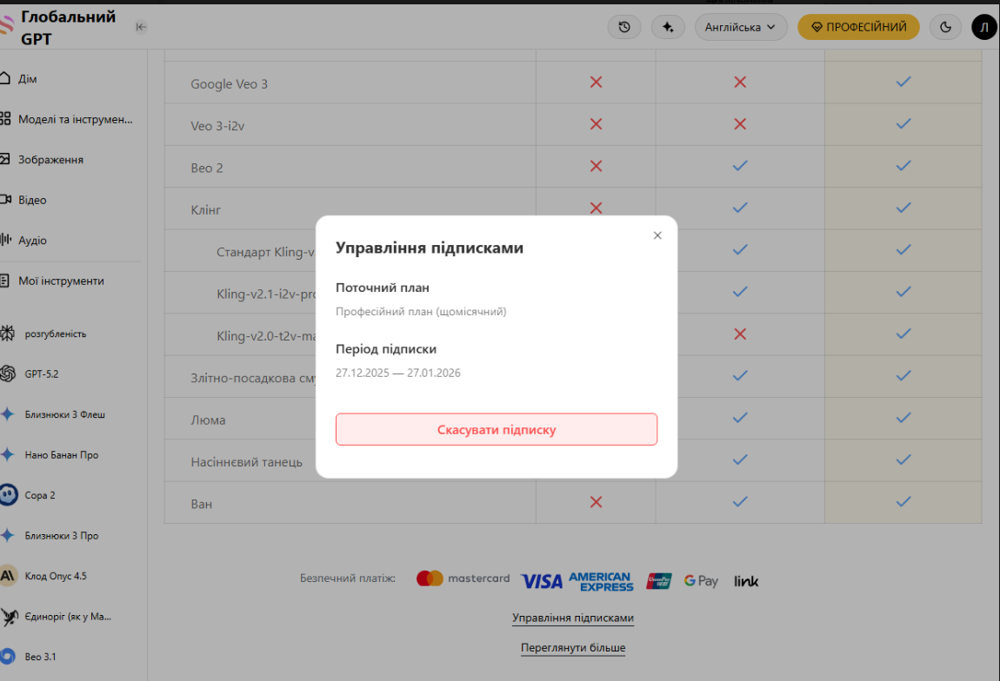 Глобальний
GPT
Англійська
ПРОФЕСІЙНИЙ
Л
Дім
Моделі та інструмен...
Зображення
Відео
Аудіо
Мої інструменти
розгубленість
GPT-5.2
Близнюки 3 Флеш
Нано Банан Про
Сора 2
Близнюки 3 Про
Клод Опус 4.5
Єдиноріг (як у Ма...
Вео 3.1
Google Veo 3
Veo 3-i2v
Вео 2
Клінг
Стандарт Kling-v
Kling-v2.1-i2v-pro
Kling-v2.0-t2v-ma
Злітно-посадкова см
Люма
Насіннєвий танець
Ван
Управління підписками
Поточний план
Професійний план (щомісячний)
Період підписки
27.12.2025 — 27.01.2026
Скасувати підписку
Безпечний платіж:
mastercard
VISA
AMERICAN
EXPRESS
UnionPay
银联
G Pay
link
Управління підписками
Переглянути більше